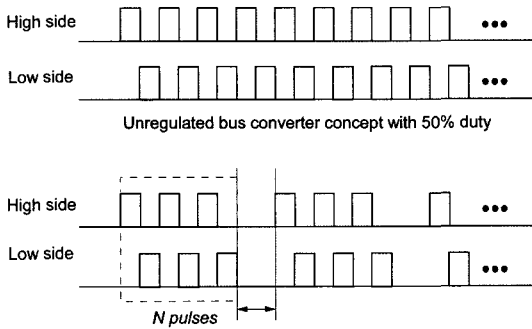 High side
Low side
Unregulated bus converter concept with 50% duty
High side
Low side
N pulses